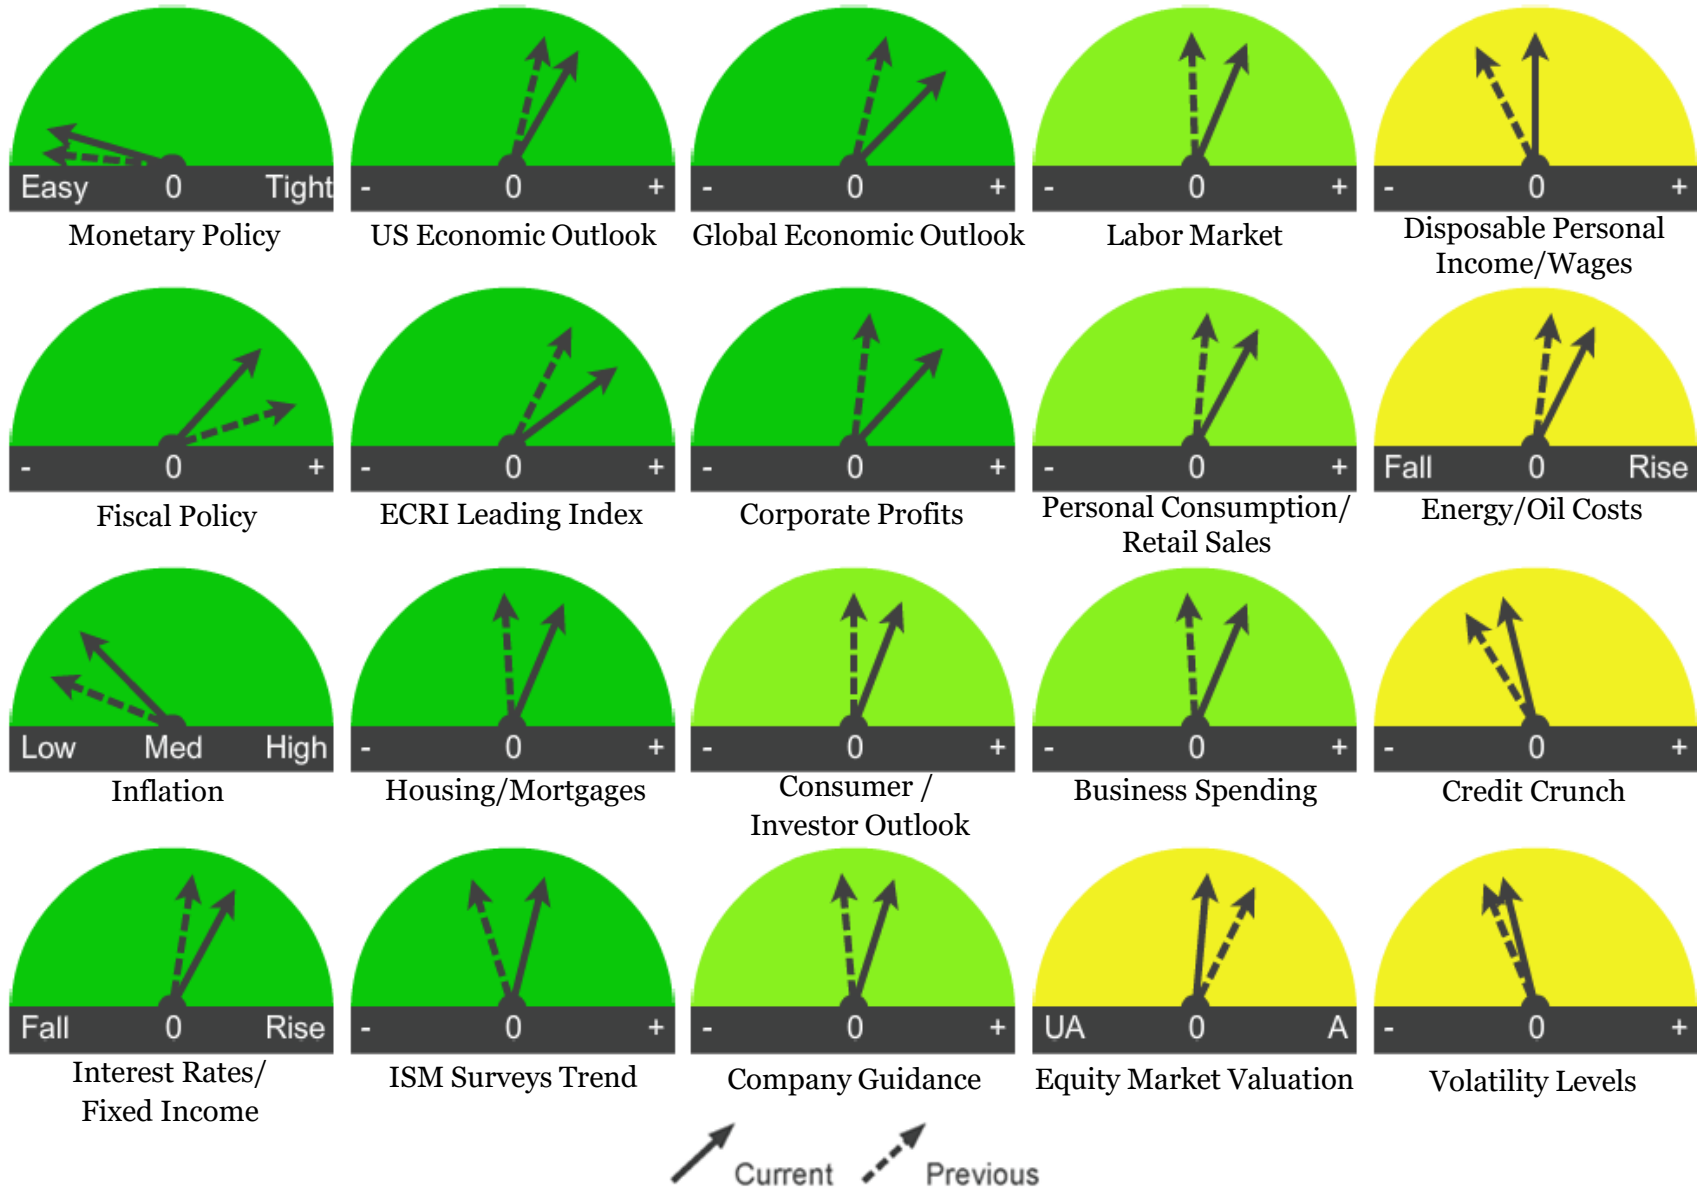 Easy 0 Tight
Monetary Policy
- 0 +
US Economic Outlook
- 0 +
Global Economic Outlook
- 0 +
Labor Market
- 0 +
Disposable Personal
Income/Wages
- 0 +
Fiscal Policy
- 0 +
ECRI Leading Index
- 0 +
Corporate Profits
- 0 +
Personal Consumption/
Retail Sales
Fall 0 Rise
Energy/Oil Costs
Low Med High
Inflation
- 0 +
Housing/Mortgages
- 0 +
Consumer /
Investor Outlook
- 0 +
Business Spending
- 0 +
Credit Crunch
Fall 0 Rise
Interest Rates/
Fixed Income
- 0 +
ISM Surveys Trend
- 0 +
Company Guidance
UA 0 A
Equity Market Valuation
- 0 +
Volatility Levels
Current Previous